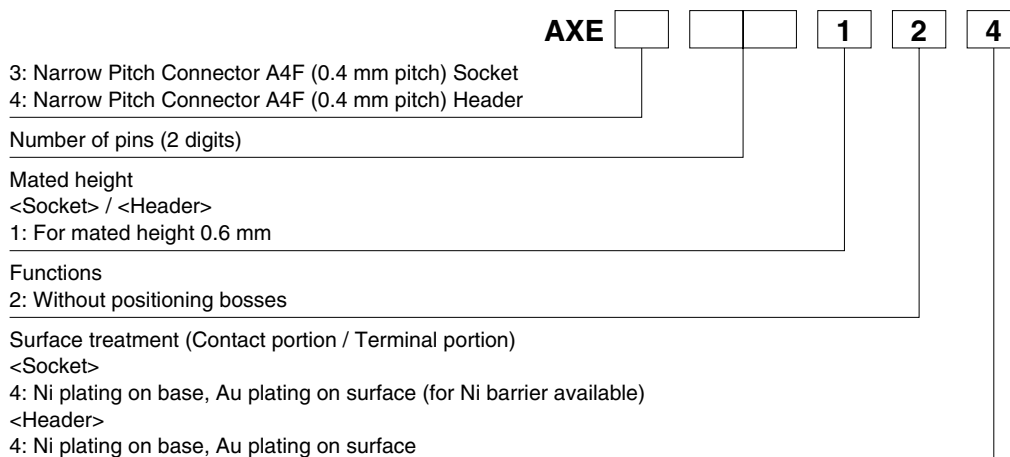 AXE 1 2 4
3: Narrow Pitch Connector A4F (0.4 mm pitch) Socket
4: Narrow Pitch Connector A4F (0.4 mm pitch) Header
Number of pins (2 digits)
Mated height
<Socket> / <Header>
1: For mated height 0.6 mm
Functions
2: Without positioning bosses
Surface treatment (Contact portion / Terminal portion)
<Socket>
4: Ni plating on base, Au plating on surface (for Ni barrier available)
<Header>
4: Ni plating on base, Au plating on surface